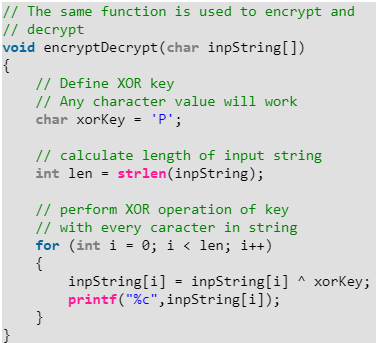 // The same function is used to encrypt and
// decrypt
void encryptDecrypt(char inpString[])
{
    // Define XOR key
    // Any character value will work
    char xorKey = 'P';

    // calculate length of input string
    int len = strlen(inpString);

    // perform XOR operation of key
    // with every caracter in string
    for (int i = 0; i < len; i++)
    {
        inpString[i] = inpString[i] ^ xorKey;
        printf("%c",inpString[i]);
    }
}